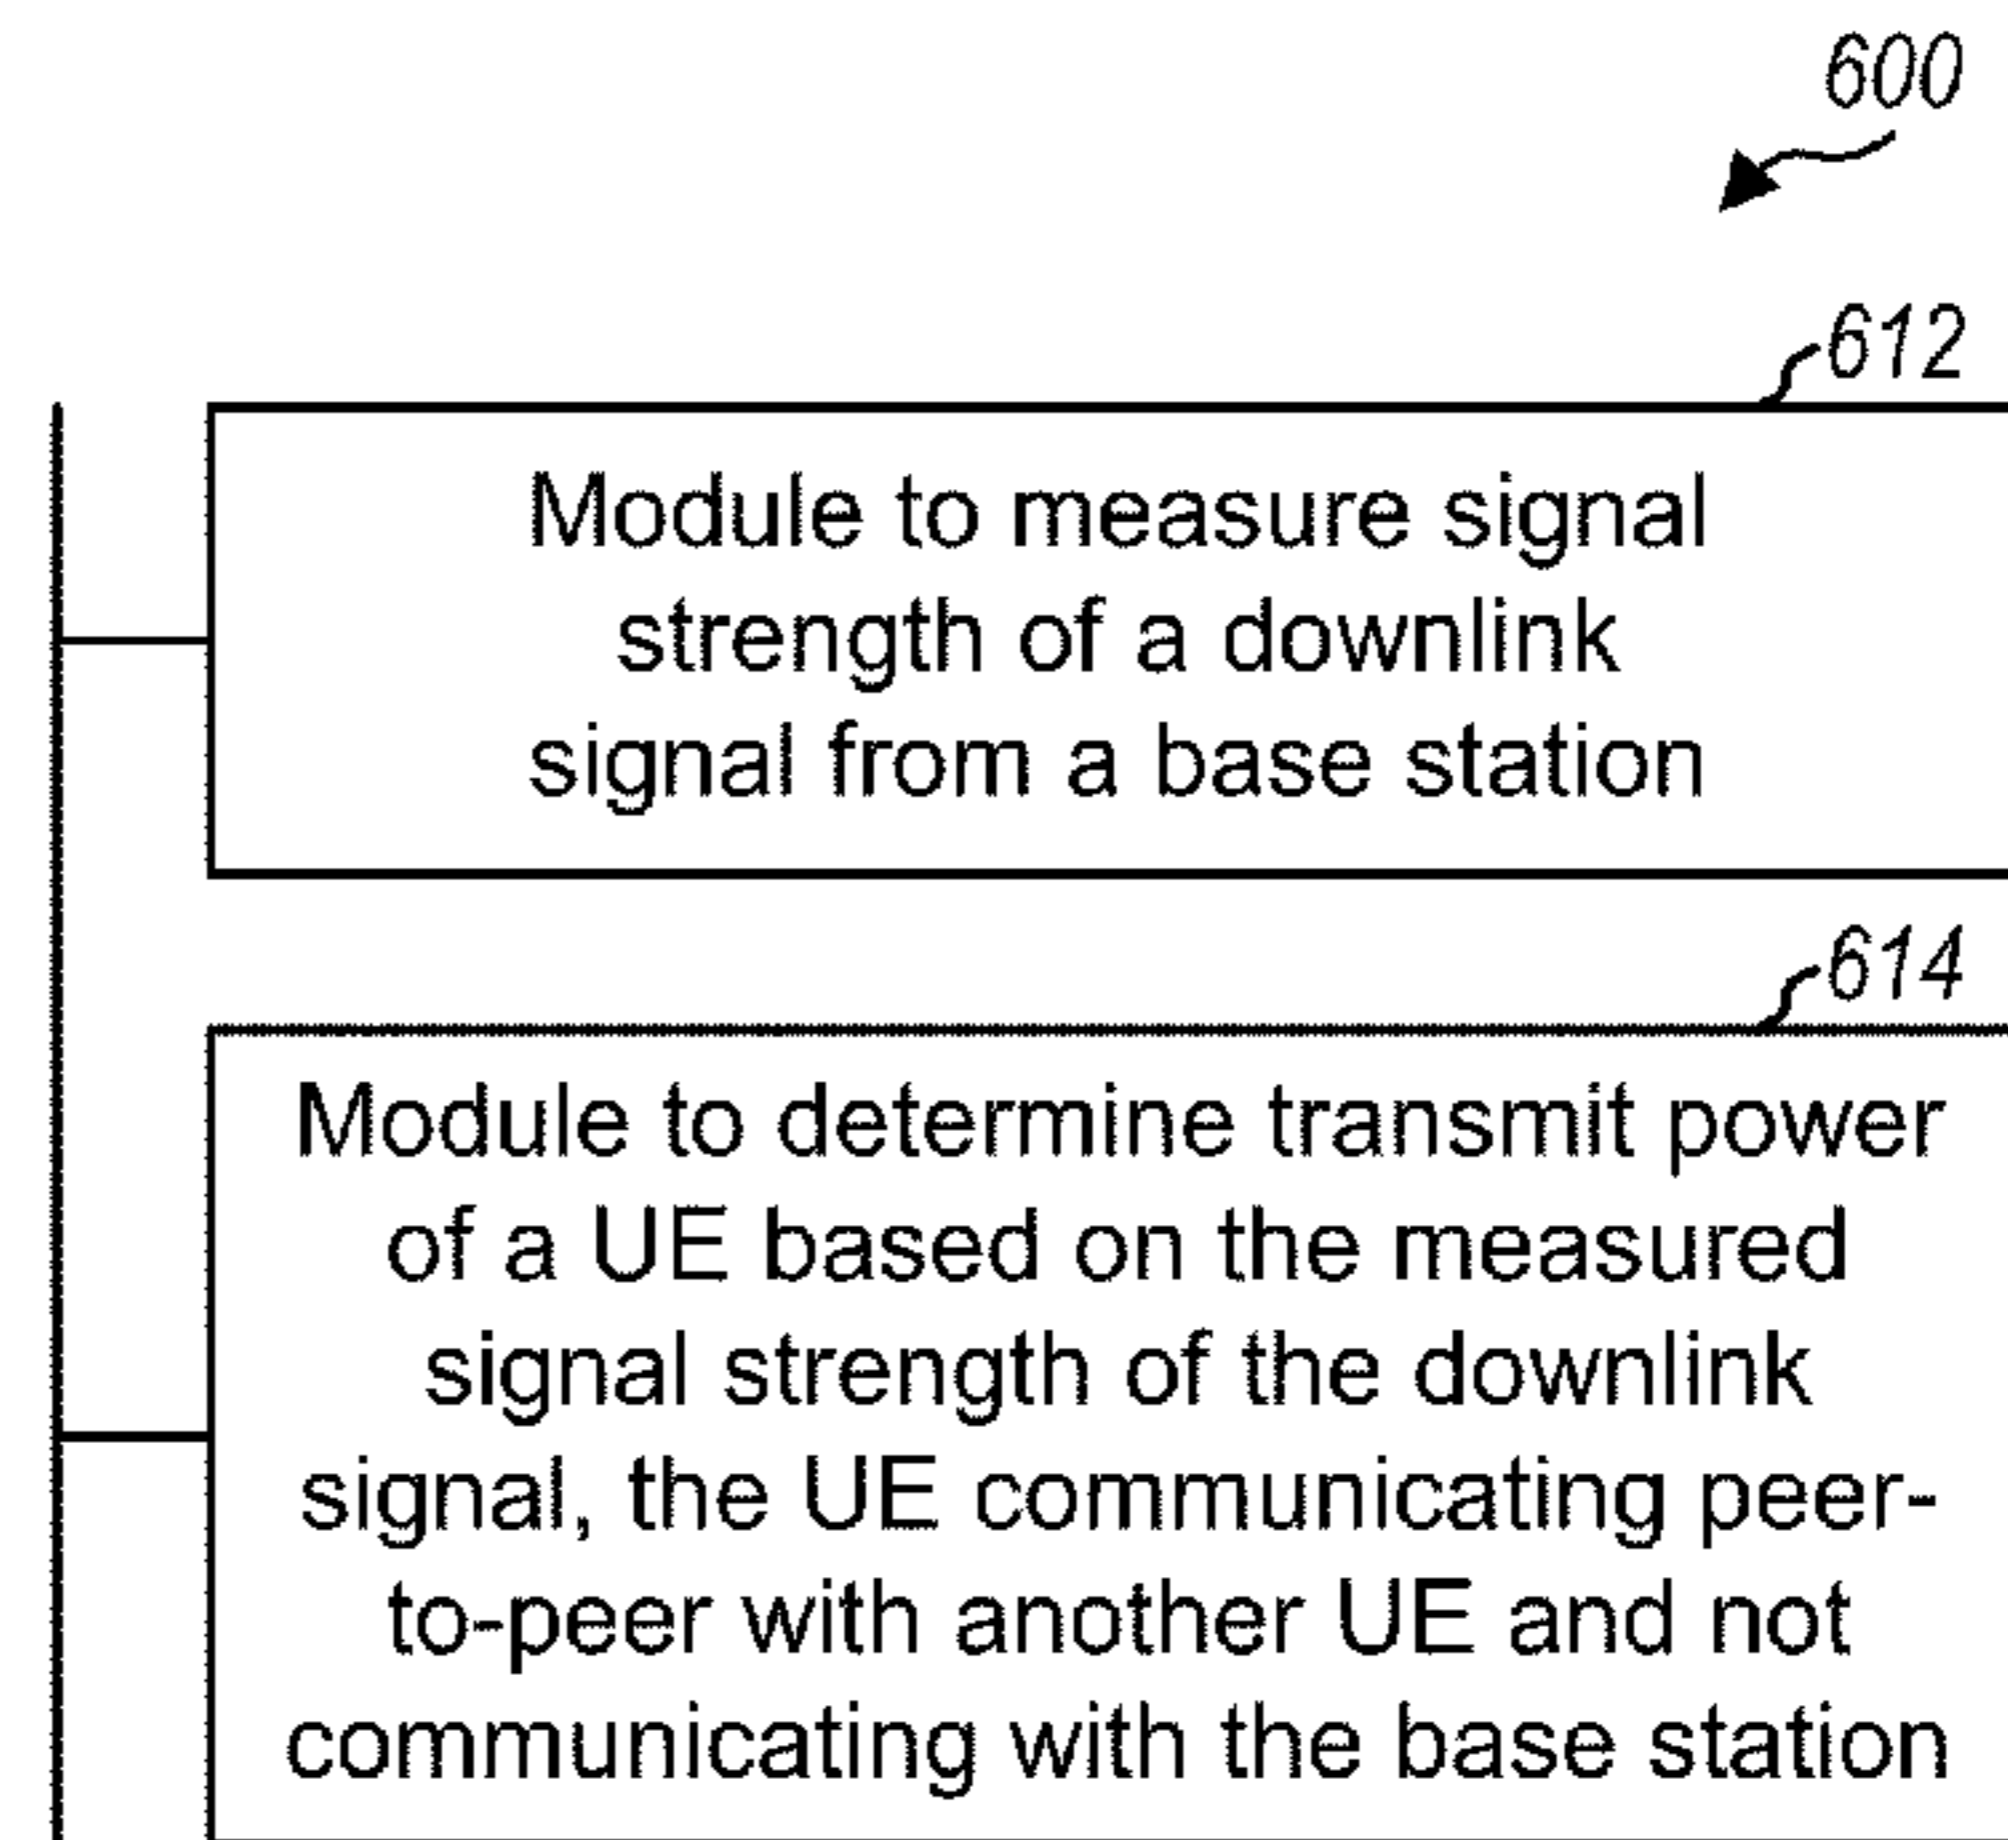 600
612
Module to measure signal
strength of a downlink
signal from a base station
614
Module to determine transmit power
of a UE based on the measured
signal strength of the downlink
signal, the UE communicating peer-
to-peer with another UE and not
communicating with the base station